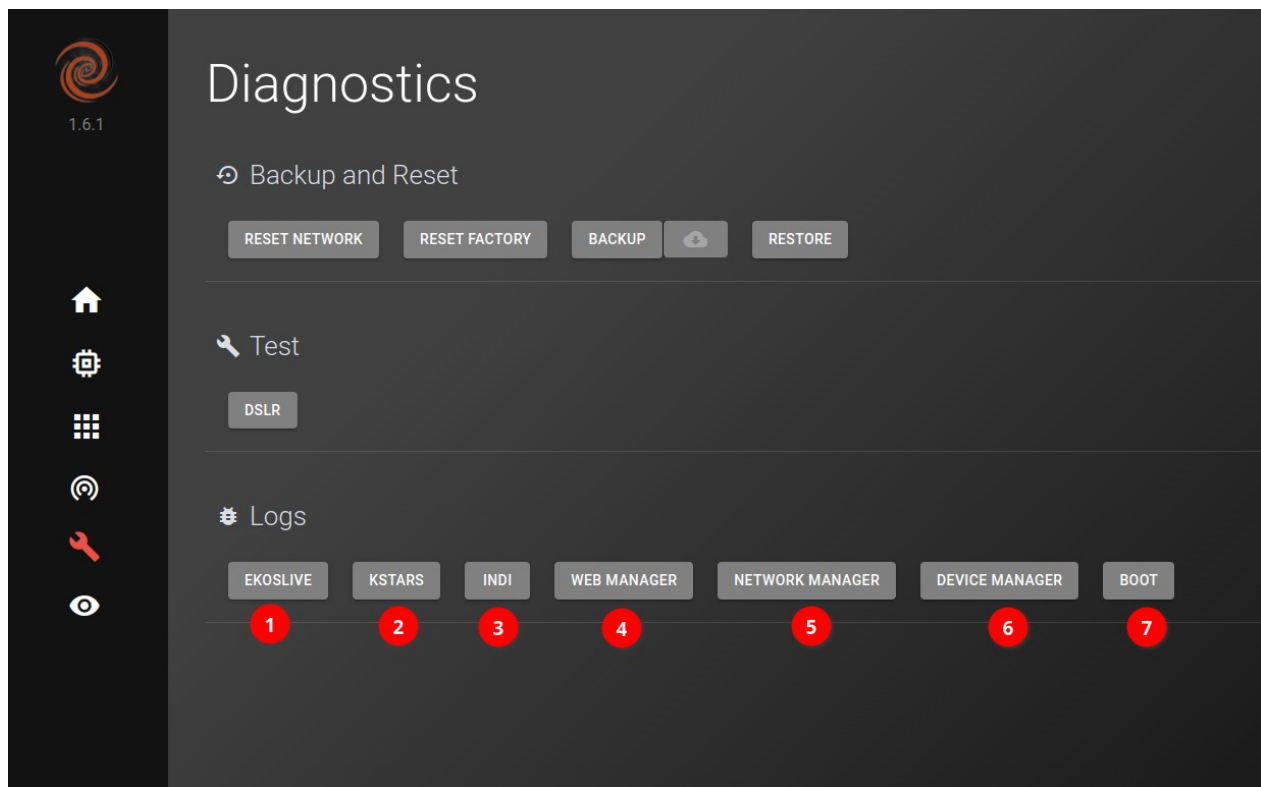 Diagnostics
1.6.1
Backup and Reset
RESET NETWORK RESET FACTORY BACKUP RESTORE
Test
DSLR
Logs
EKOSLIVE KSTARS INDI WEB MANAGER NETWORK MANAGER DEVICE MANAGER BOOT
1 2 3 4 5 6 7